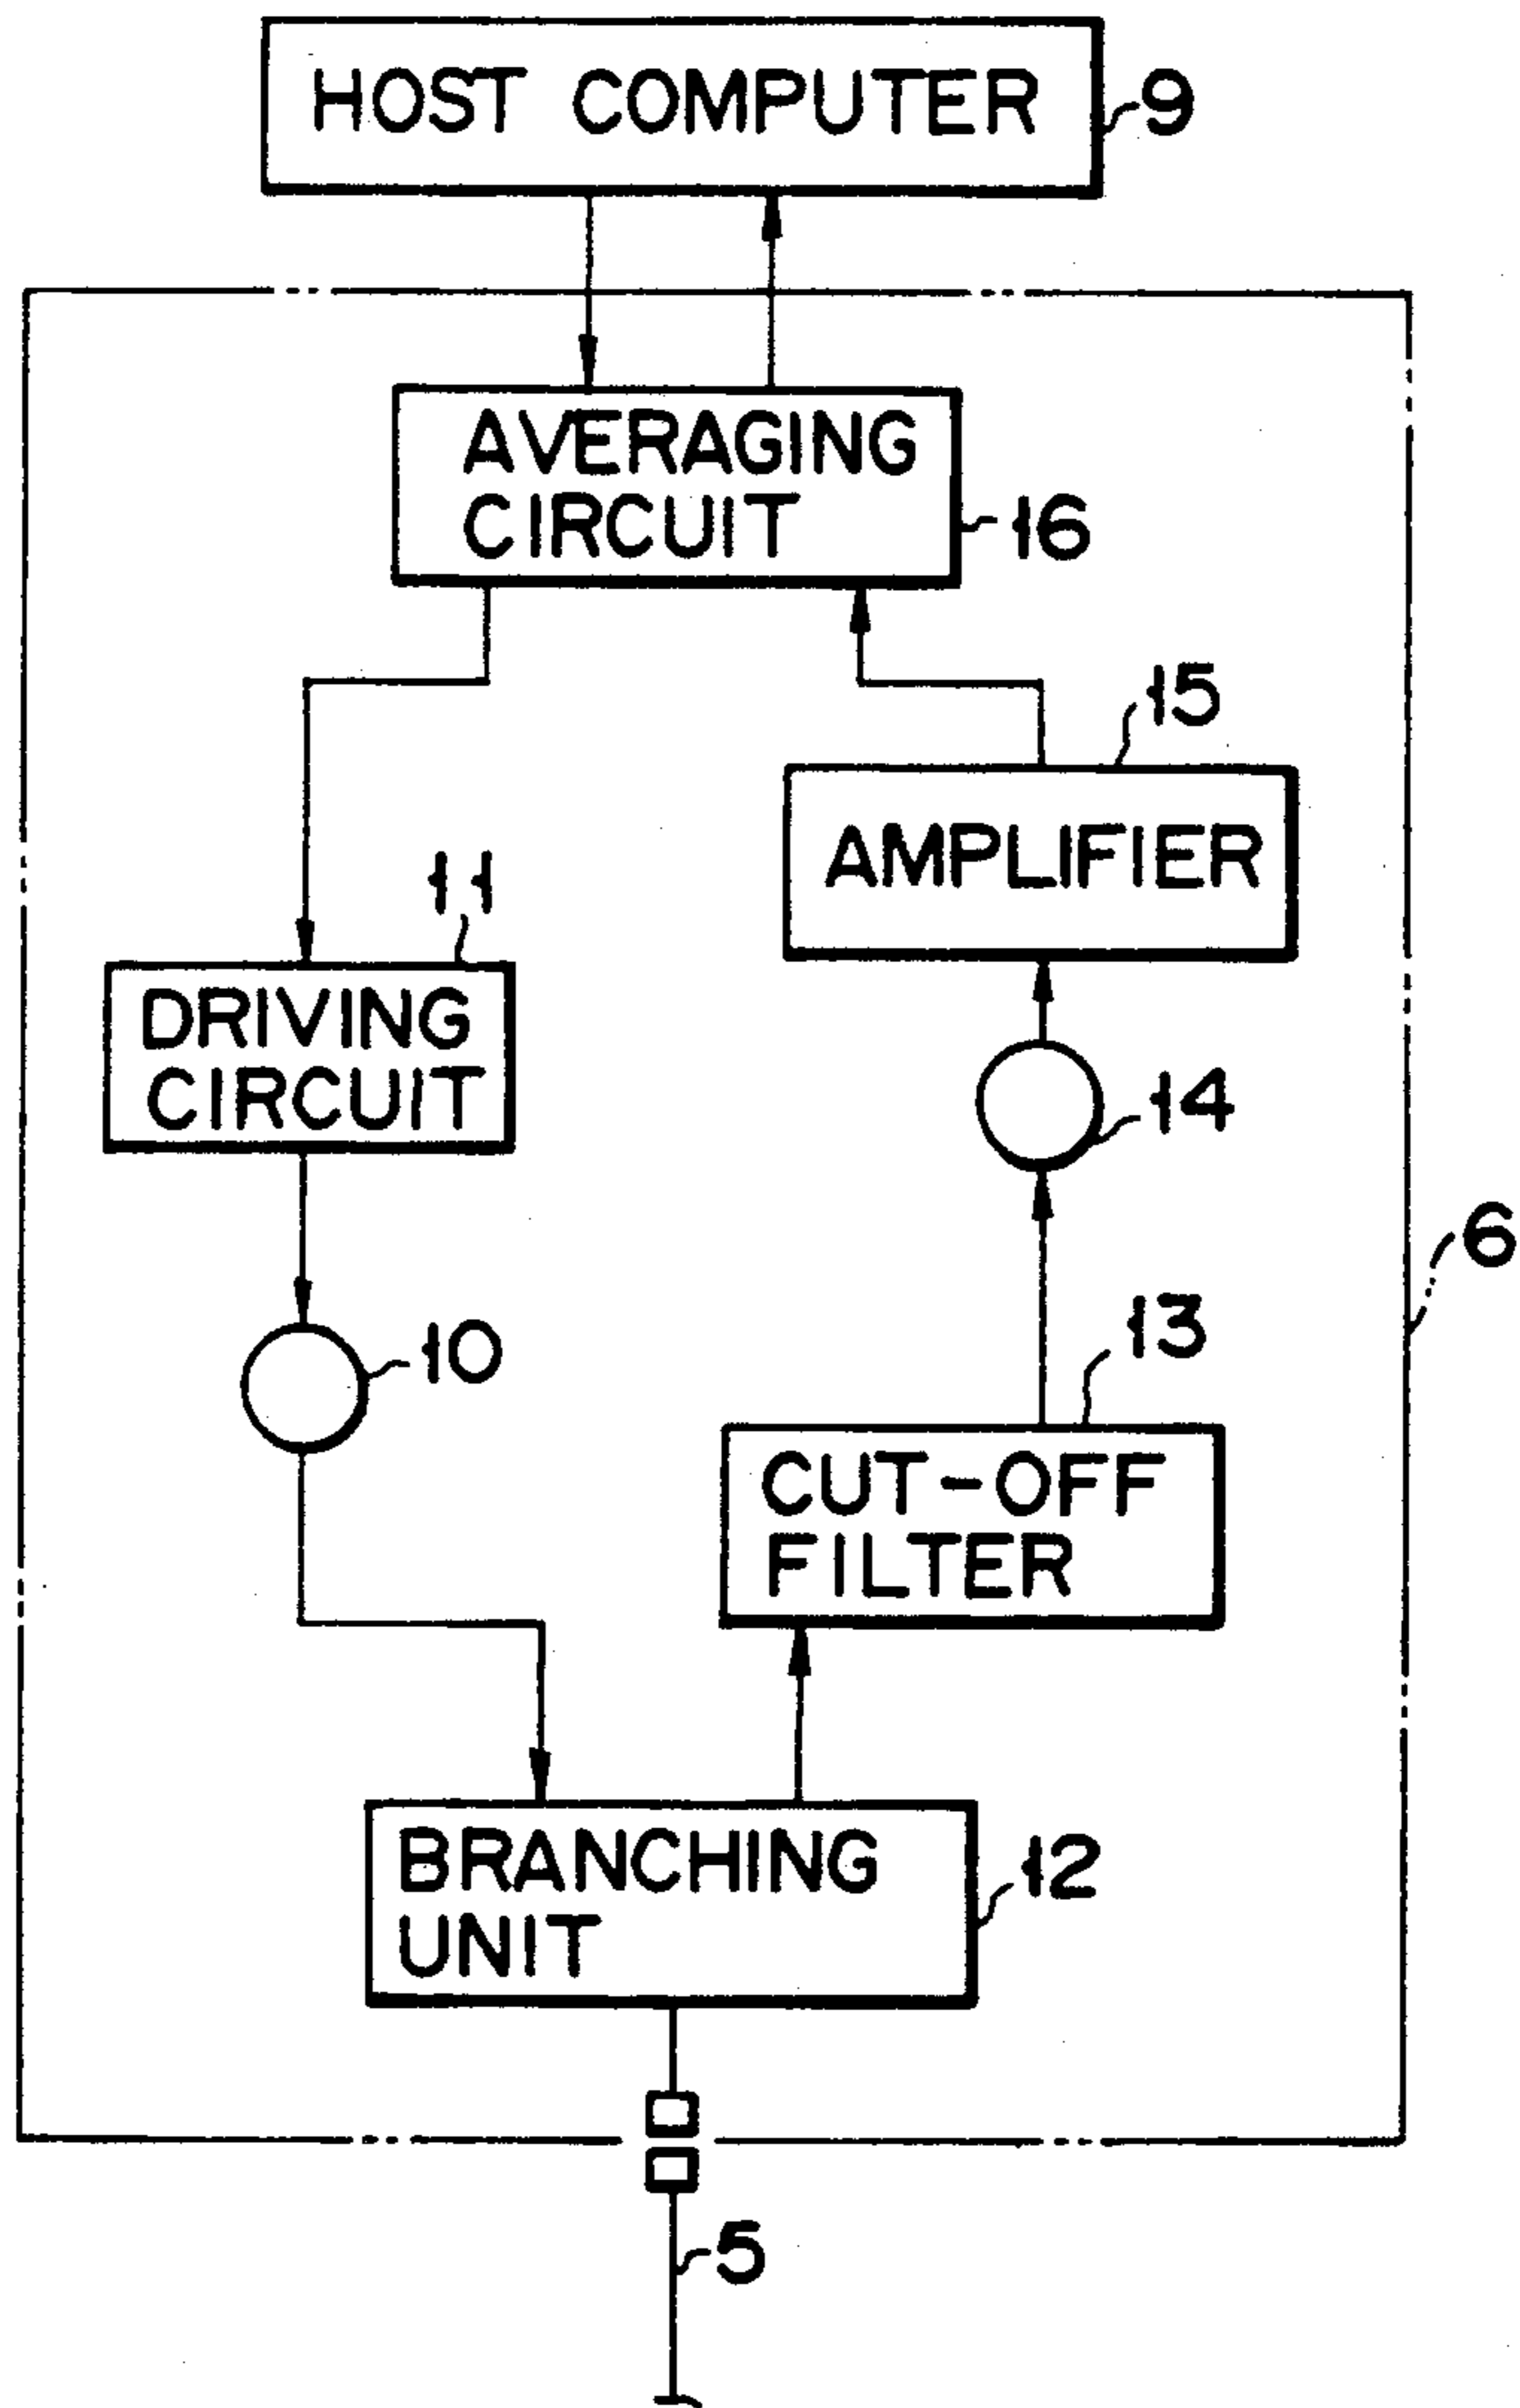 HOST COMPUTER
9
AVERAGING
CIRCUIT
16
15
AMPLIFIER
11
DRIVING
CIRCUIT
14
6
10
13
CUT-OFF
FILTER
BRANCHING
UNIT
12
5